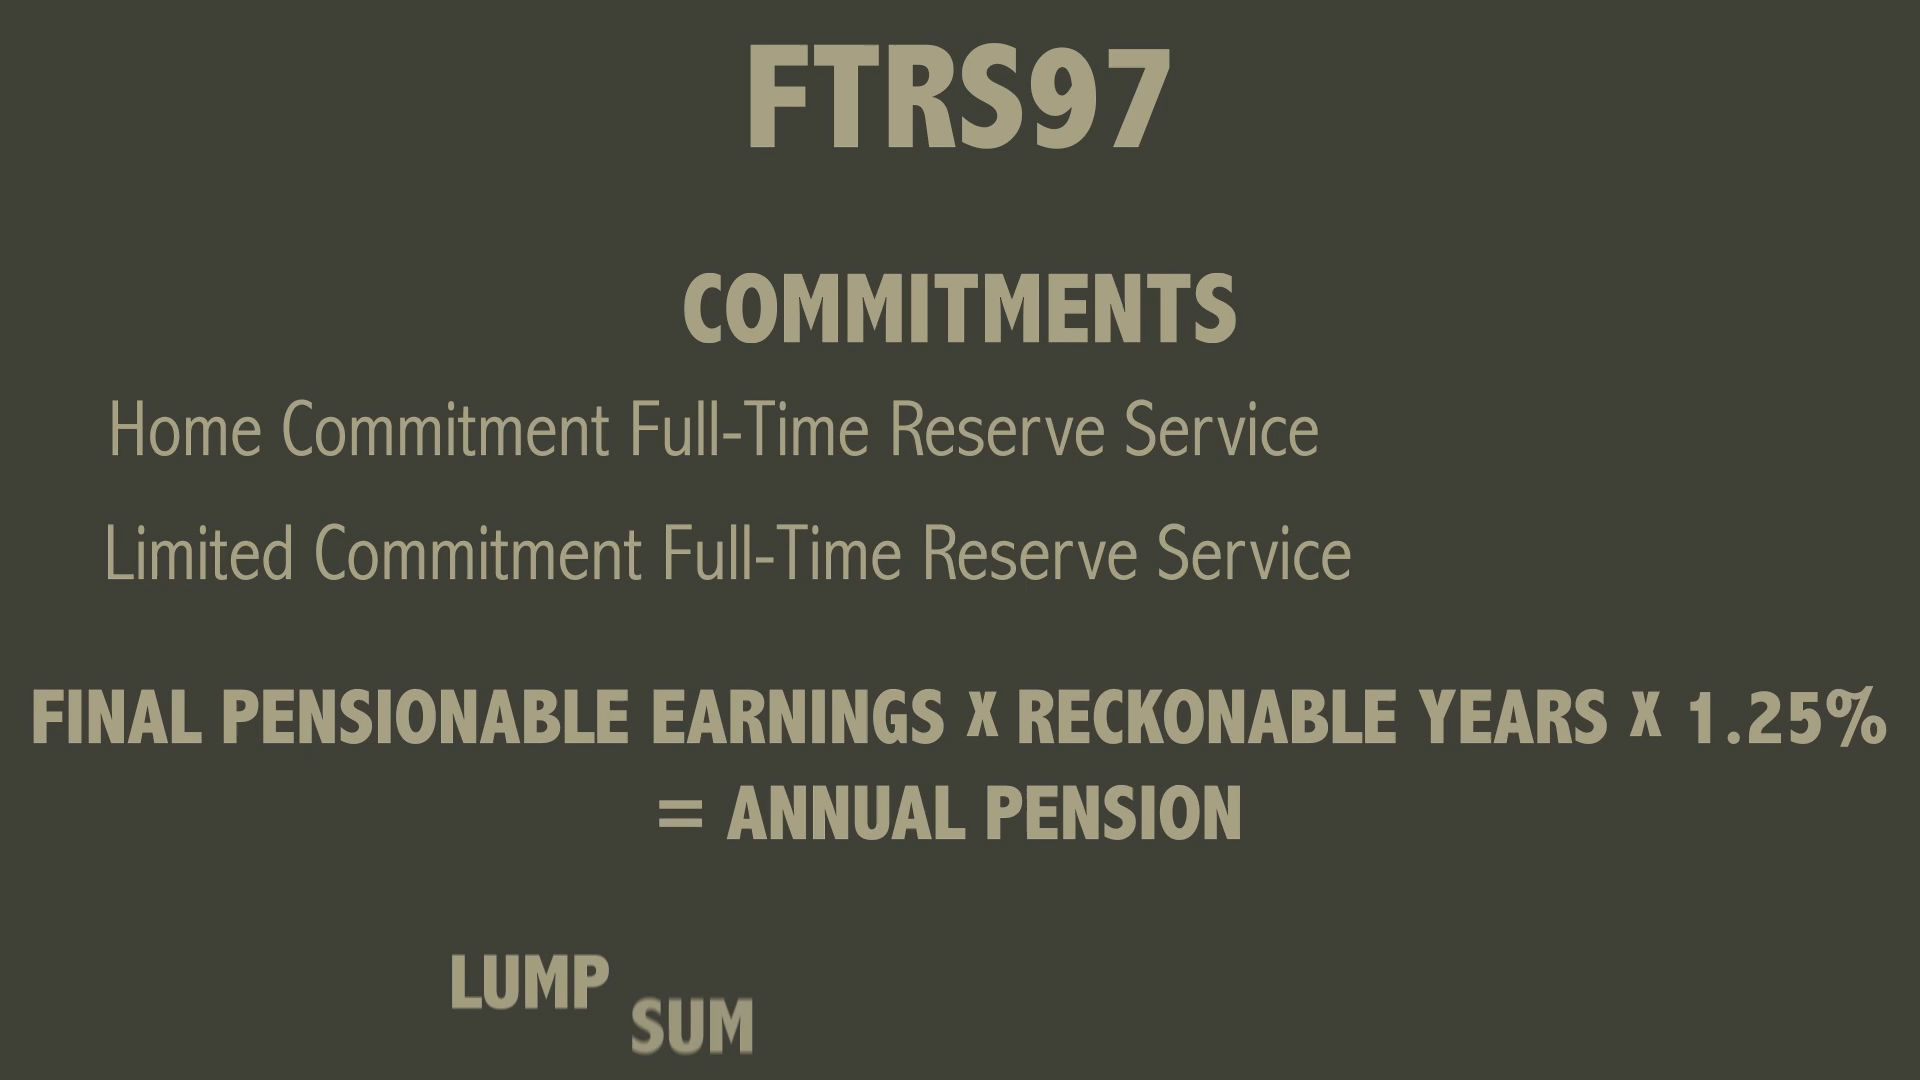 FTRS97
COMMITMENTS
Home Commitment Full-Time Reserve Service
Limited Commitment Full-Time Reserve Service
FINAL PENSIONABLE EARNINGS X RECKONABLE YEARS X 1.25%
= ANNUAL PENSION
LUMP SUM